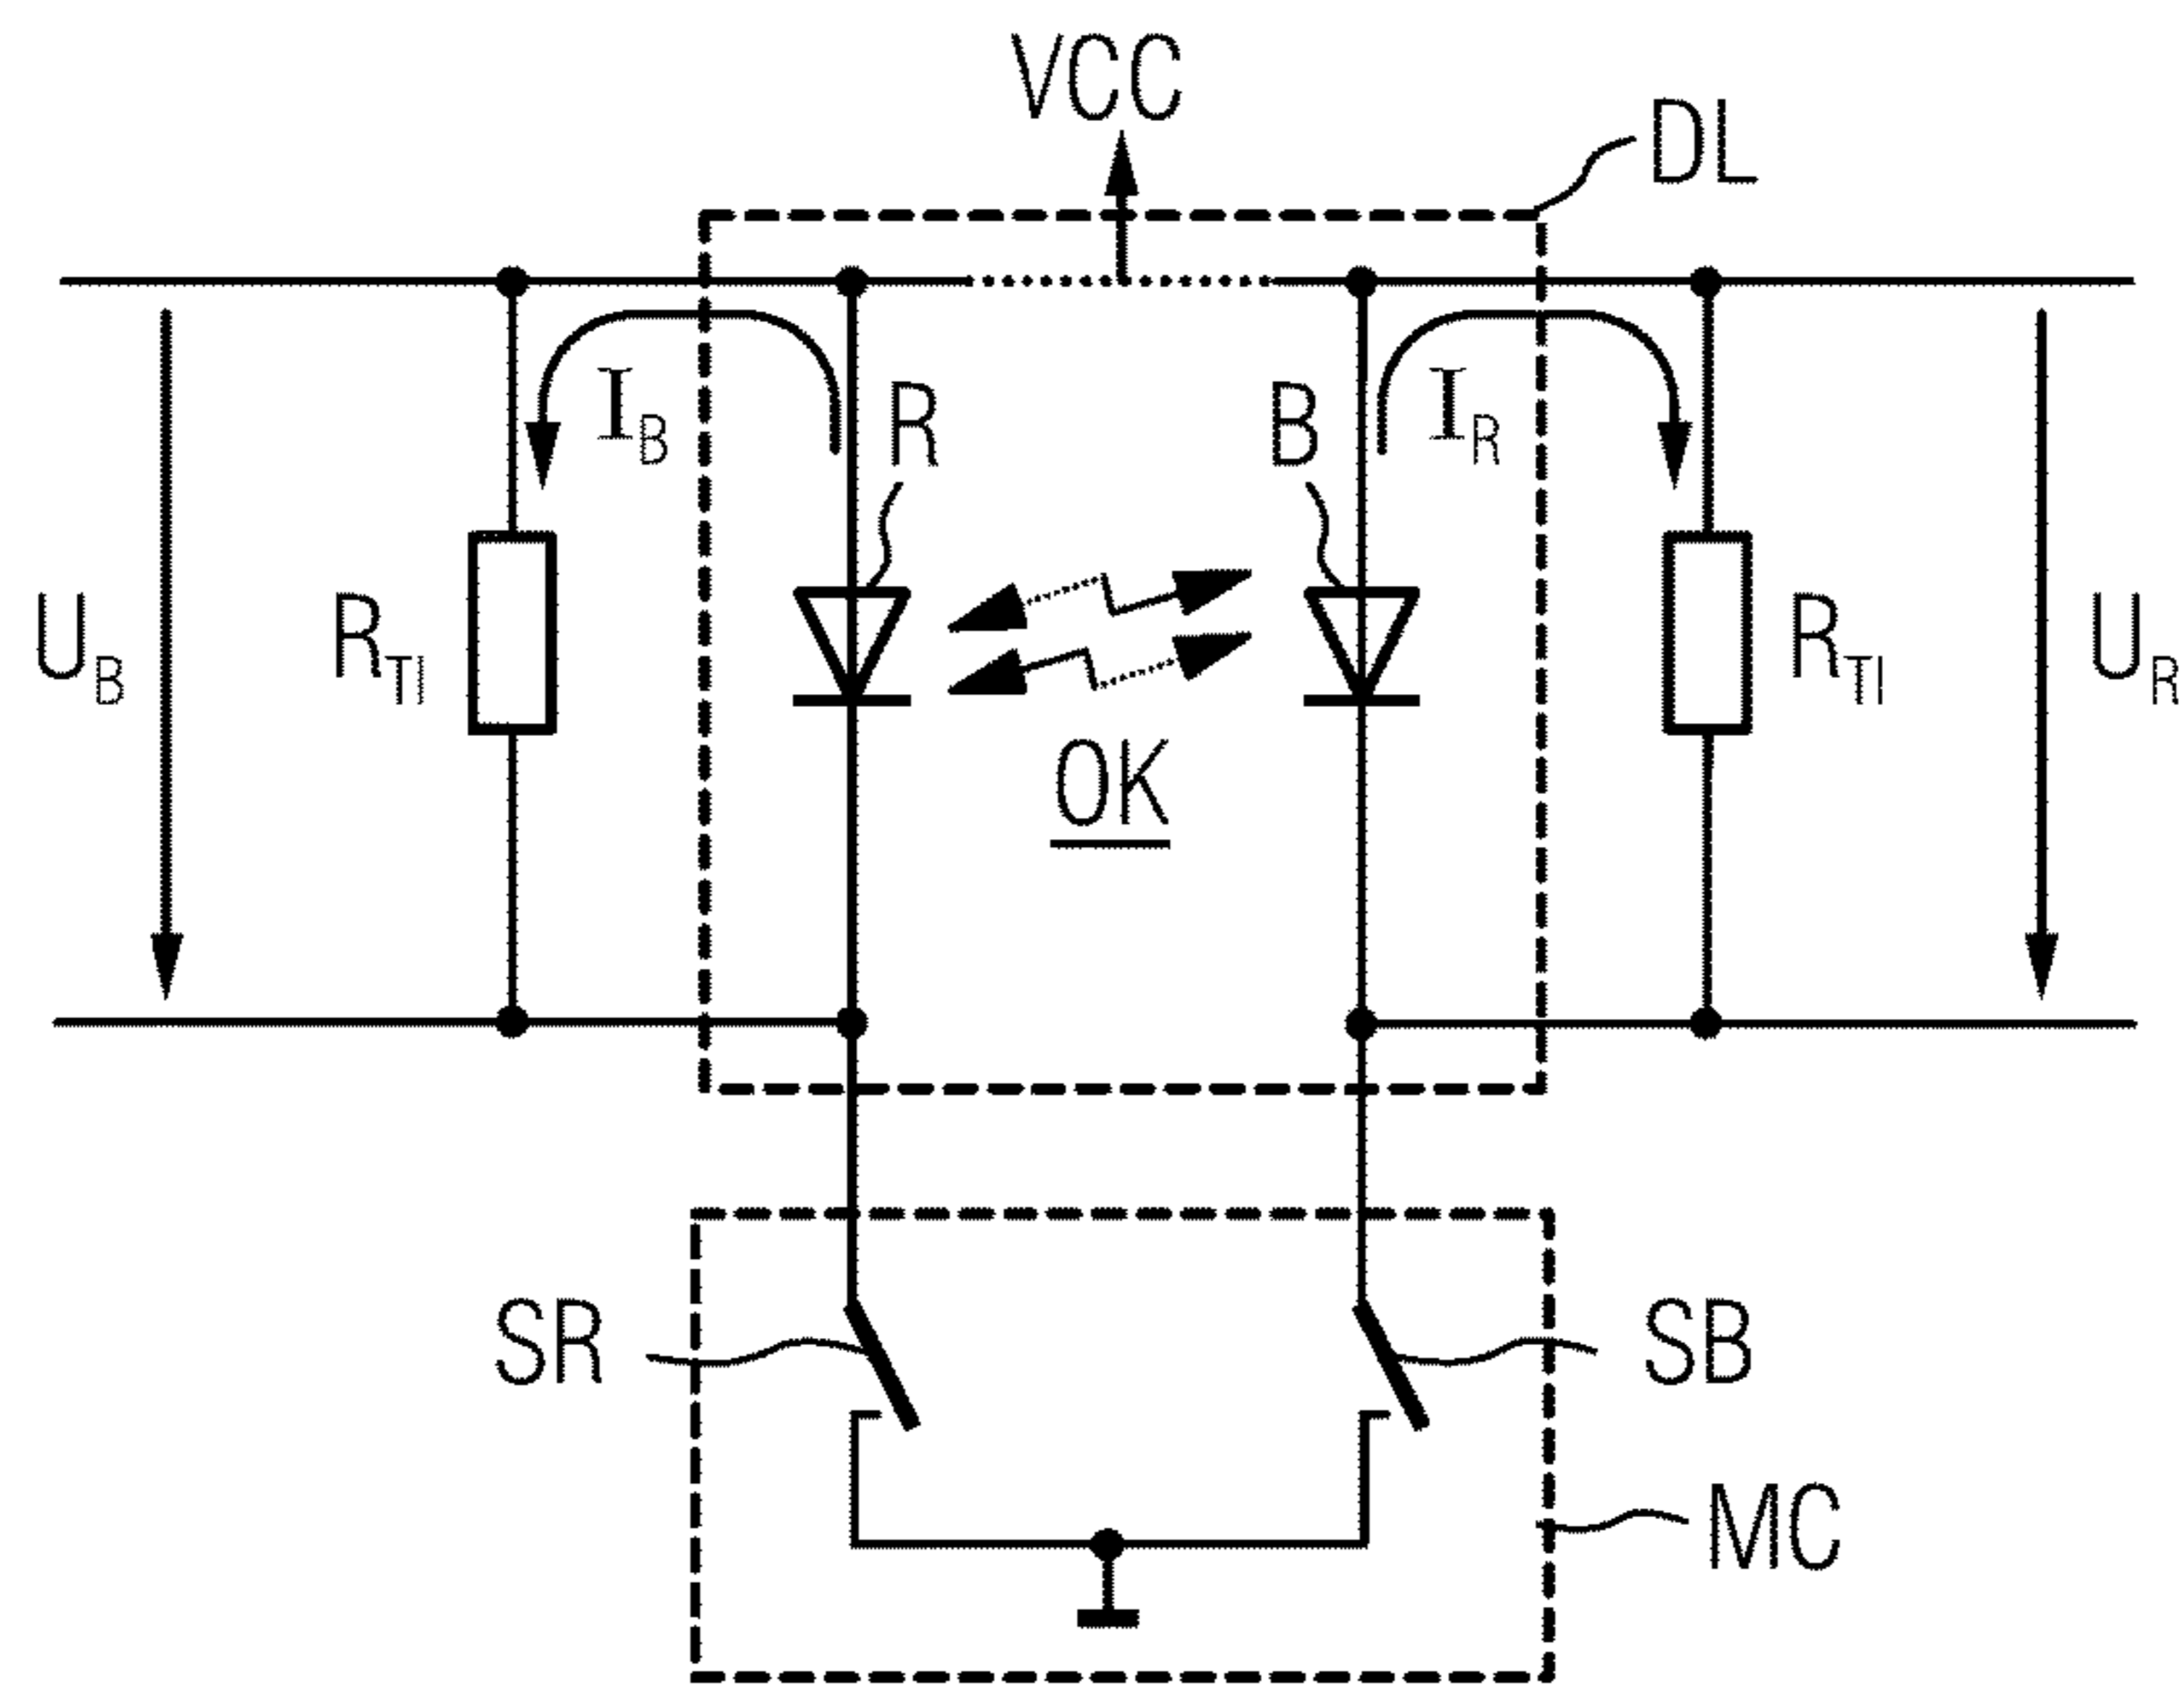 VCC
DL
I_B
R
B
I_R
U_B
R_TI
R_TI
U_R
OK
SR
SB
MC